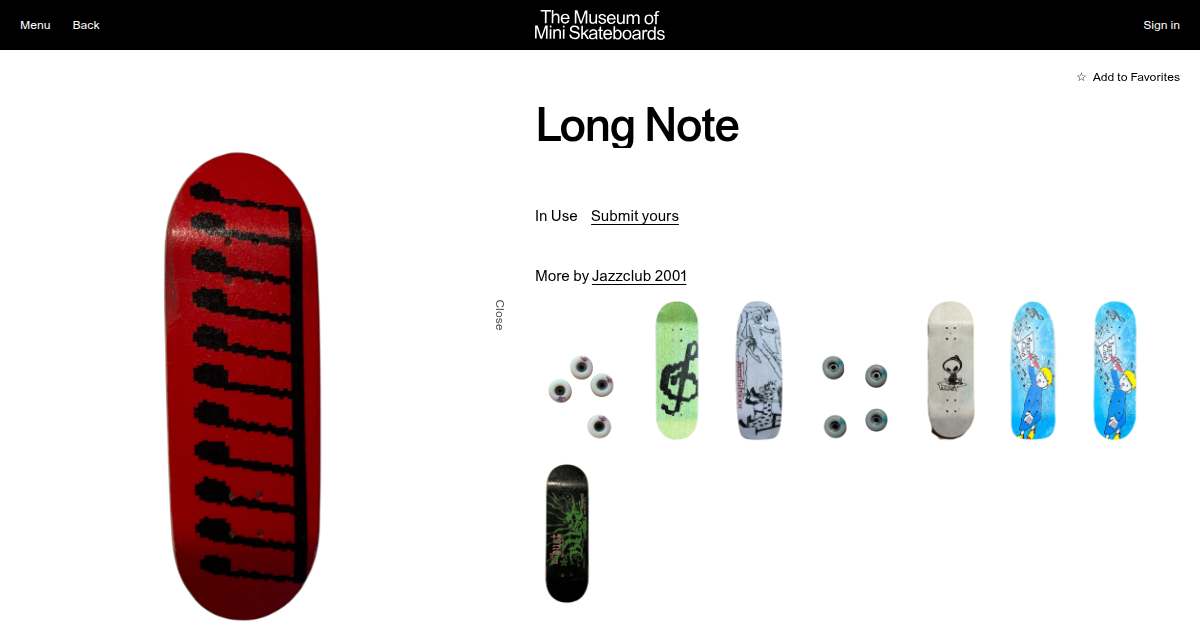 Menu
Back
The Museum of
Mini Skateboards
Sign in
☆ Add to Favorites
Long Note
In Use
Submit yours
More by Jazzclub 2001
Close